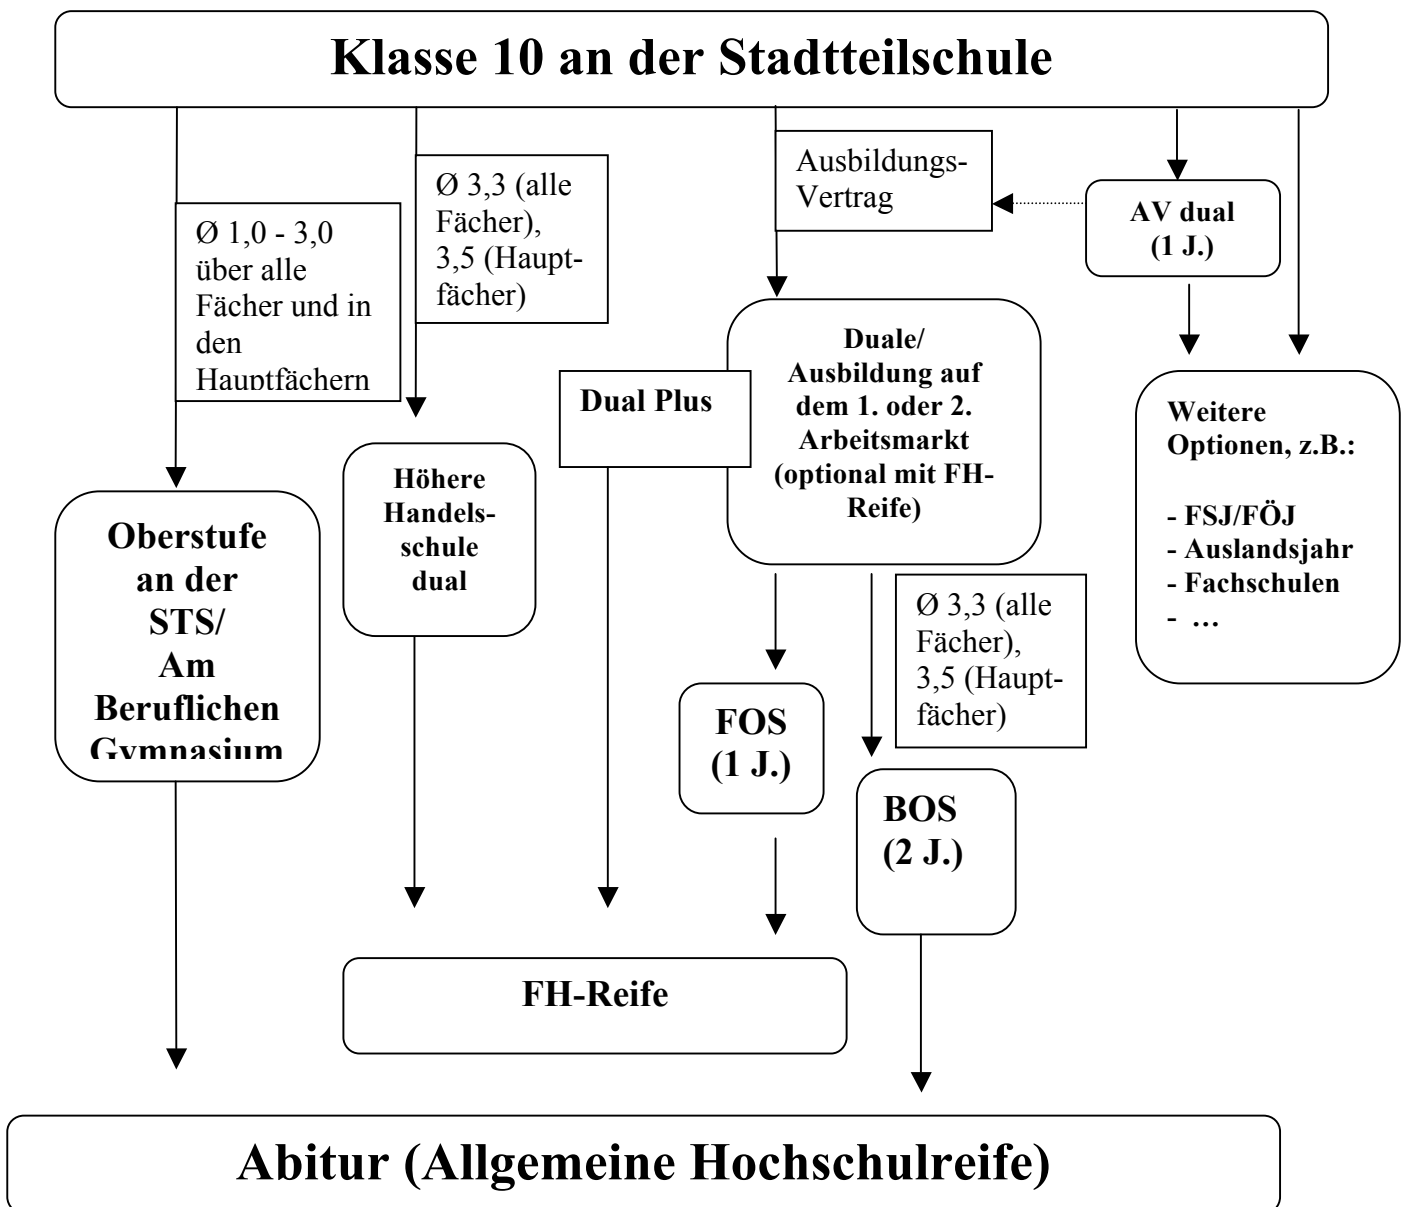 Klasse 10 an der Stadtteilschule
Ø 1,0 - 3,0
über alle
Fächer und in
den
Hauptfächern
Ø 3,3 (alle
Fächer),
3,5 (Haupt-
fächer)
Ausbildungs-
Vertrag
AV dual
(1 J.)
Duale/
Ausbildung auf
dem 1. oder 2.
Arbeitsmarkt
(optional mit FH-
Reife)
Dual Plus
Weitere
Optionen, z.B.:
- FSJ/FÖJ
- Auslandsjahr
- Fachschulen
- …
Höhere
Handels-
schule
dual
Oberstufe
an der
STS/
Am
Beruflichen
Gymnasium
Ø 3,3 (alle
Fächer),
3,5 (Haupt-
fächer)
FOS
(1 J.)
BOS
(2 J.)
FH-Reife
Abitur (Allgemeine Hochschulreife)